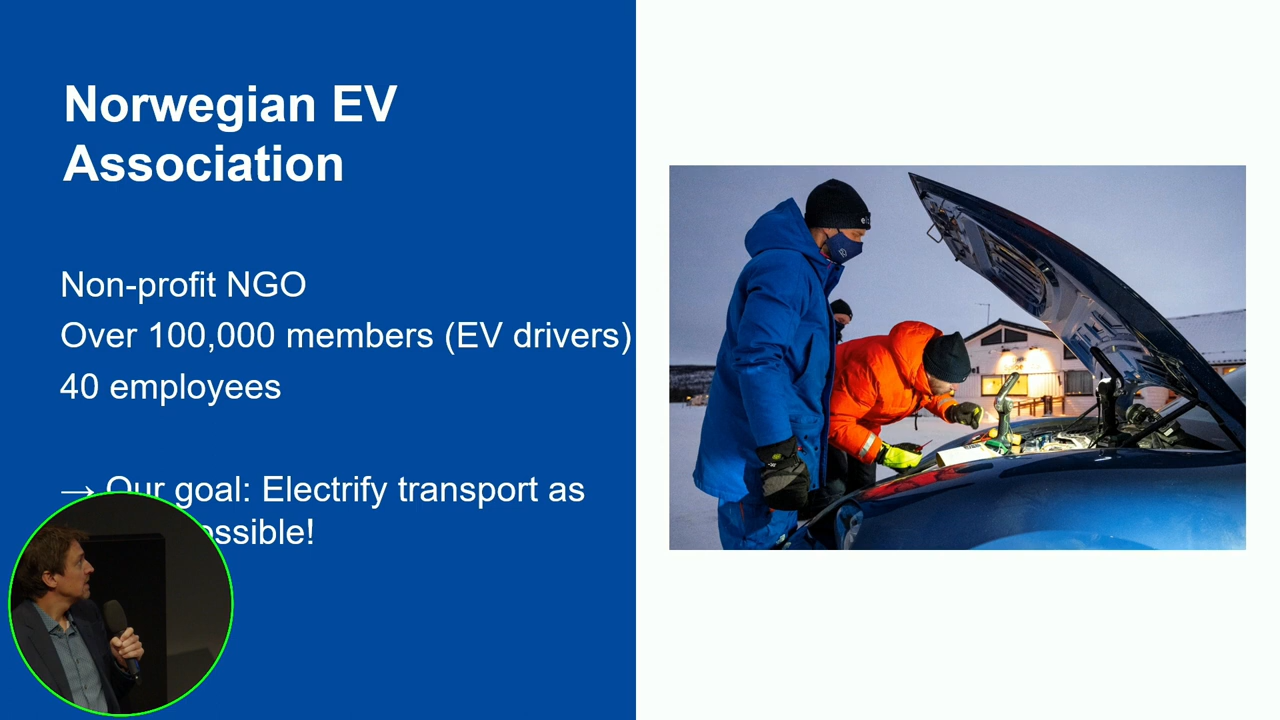 Norwegian EV
Association
Non-profit NGO
Over 100,000 members (EV drivers)
40 employees
→ Our goal: Electrify transport as
ossible!